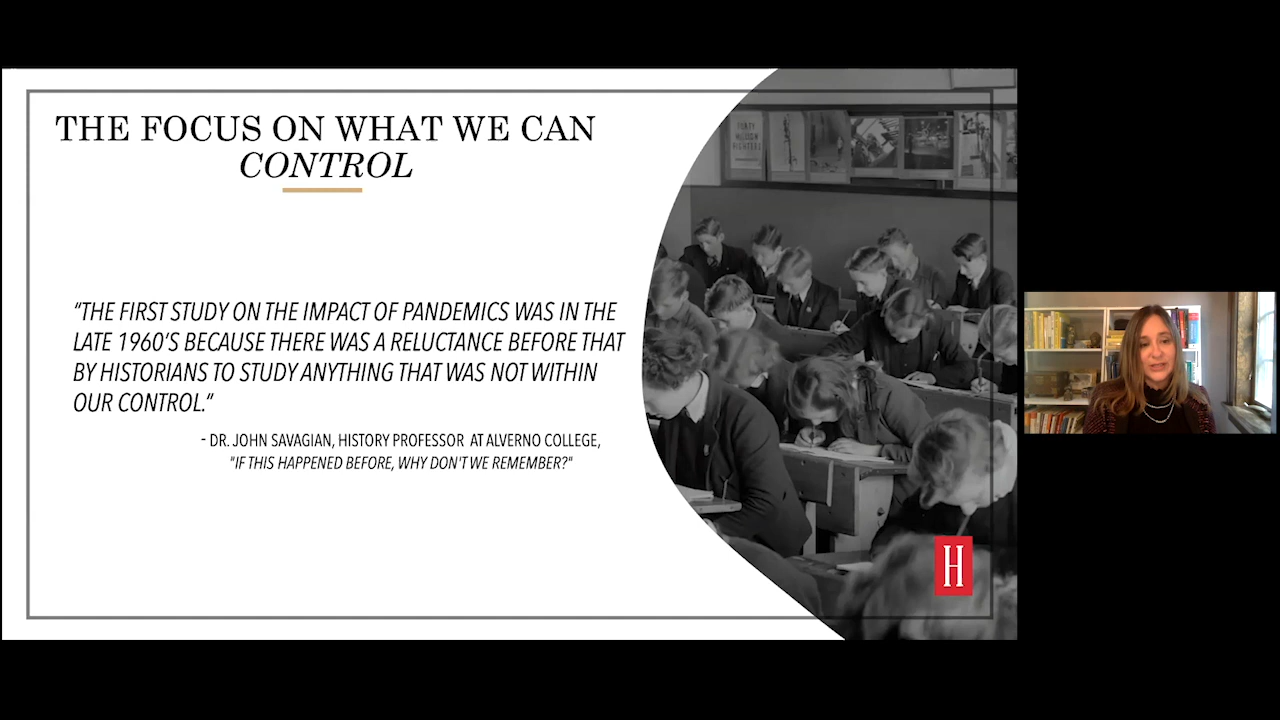 THE FOCUS ON WHAT WE CAN
CONTROL
“THE FIRST STUDY ON THE IMPACT OF PANDEMICS WAS IN THE
LATE 1960’S BECAUSE THERE WAS A RELUCTANCE BEFORE THAT
BY HISTORIANS TO STUDY ANYTHING THAT WAS NOT WITHIN
OUR CONTROL.”
- DR. JOHN SAVAGIAN, HISTORY PROFESSOR AT ALVERNO COLLEGE,
"IF THIS HAPPENED BEFORE, WHY DON'T WE REMEMBER?"
H